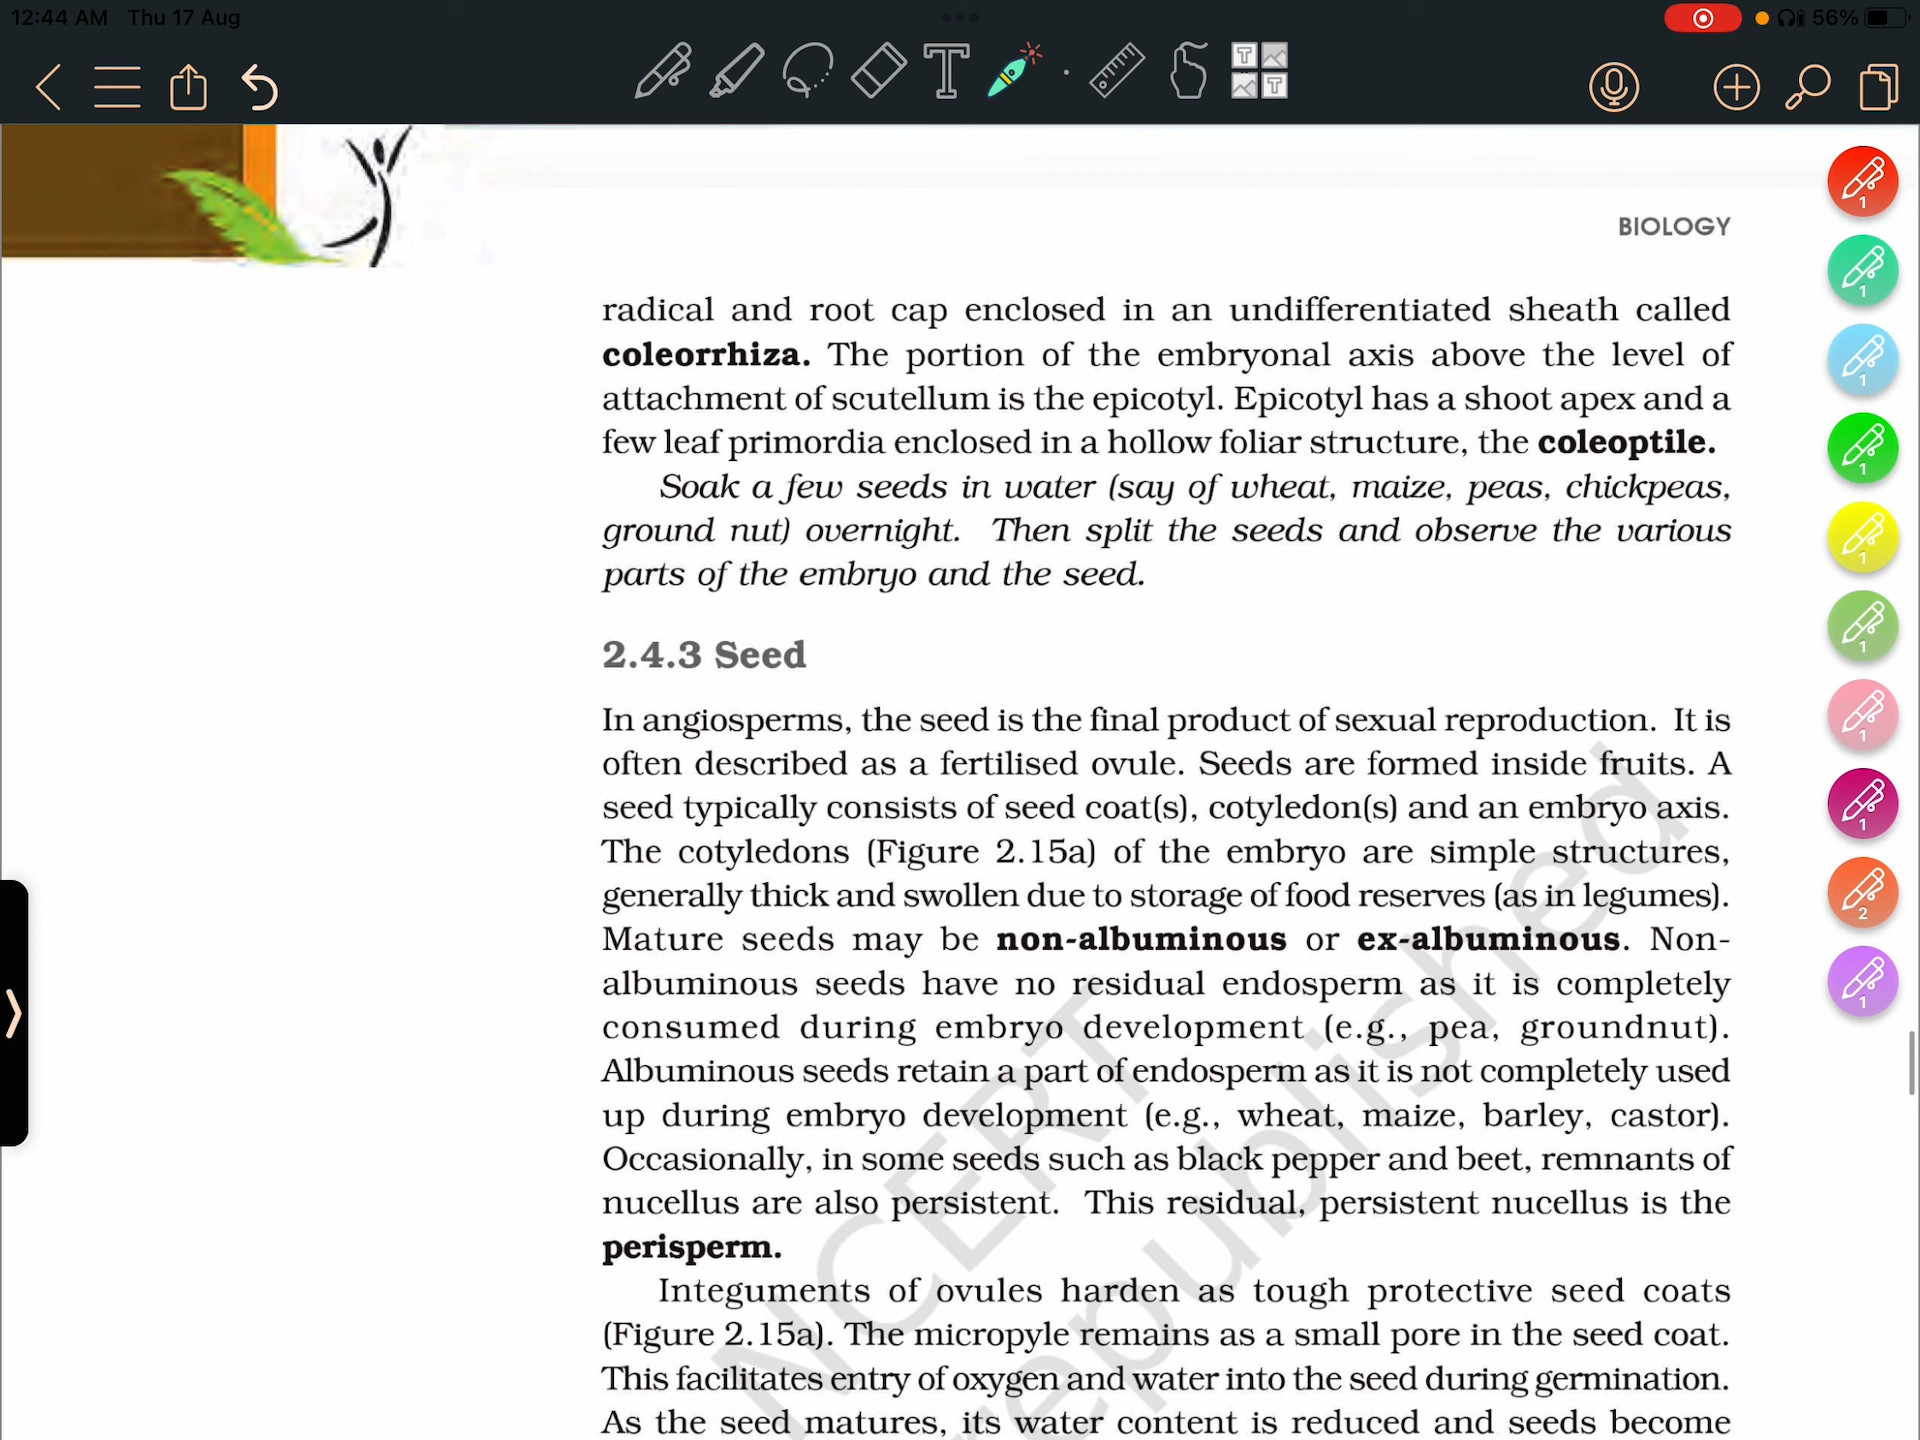 12:44 AM Thu 17 Aug
56%
BIOLOGY
radical and root cap enclosed in an undifferentiated sheath called
coleorrhiza. The portion of the embryonal axis above the level of
attachment of scutellum is the epicotyl. Epicotyl has a shoot apex and a
few leaf primordia enclosed in a hollow foliar structure, the coleoptile.
Soak a few seeds in water (say of wheat, maize, peas, chickpeas,
ground nut) overnight. Then split the seeds and observe the various
parts of the embryo and the seed.
2.4.3 Seed
In angiosperms, the seed is the final product of sexual reproduction. It is
often described as a fertilised ovule. Seeds are formed inside fruits. A
seed typically consists of seed coat(s), cotyledon(s) and an embryo axis.
The cotyledons (Figure 2.15a) of the embryo are simple structures,
generally thick and swollen due to storage of food reserves (as in legumes).
Mature seeds may be non-albuminous or ex-albuminous. Non-
albuminous seeds have no residual endosperm as it is completely
consumed during embryo development (e.g., pea, groundnut).
Albuminous seeds retain a part of endosperm as it is not completely used
up during embryo development (e.g., wheat, maize, barley, castor).
Occasionally, in some seeds such as black pepper and beet, remnants of
nucellus are also persistent. This residual, persistent nucellus is the
perisperm.
Integuments of ovules harden as tough protective seed coats
(Figure 2.15a). The micropyle remains as a small pore in the seed coat.
This facilitates entry of oxygen and water into the seed during germination.
As the seed matures, its water content is reduced and seeds become
NCERT
republished
1
1
1
1
1
1
1
1
2
1